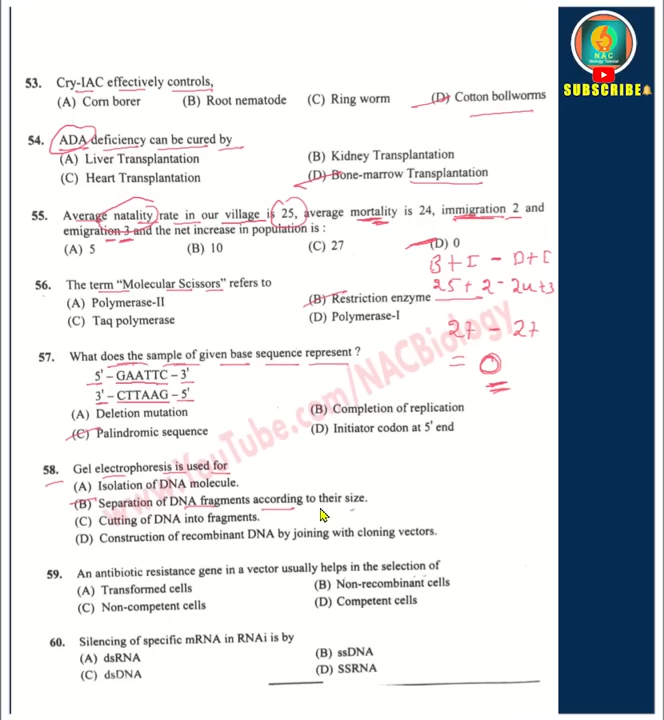 NAC
Biology Tutorial
SUBSCRIBE
53. Cry-IAC effectively controls,
(A) Corn borer (B) Root nematode (C) Ring worm (D) Cotton bollworms
54. ADA deficiency can be cured by
(A) Liver Transplantation (B) Kidney Transplantation
(C) Heart Transplantation (D) Bone-marrow Transplantation
55. Average natality rate in our village is 25, average mortality is 24, immigration 2 and
emigration 3 and the net increase in population is :
(A) 5 (B) 10 (C) 27 (D) 0
B + I - D + E
25 + 2 - 24 + 3
27 - 27
= 0
56. The term "Molecular Scissors" refers to
(A) Polymerase-II (B) Restriction enzyme
(C) Taq polymerase (D) Polymerase-I
57. What does the sample of given base sequence represent ?
5' – GAATTC – 3'
3' – CTTAAG – 5'
(A) Deletion mutation (B) Completion of replication
(C) Palindromic sequence (D) Initiator codon at 5' end
58. Gel electrophoresis is used for
(A) Isolation of DNA molecule.
(B) Separation of DNA fragments according to their size.
(C) Cutting of DNA into fragments.
(D) Construction of recombinant DNA by joining with cloning vectors.
59. An antibiotic resistance gene in a vector usually helps in the selection of
(A) Transformed cells (B) Non-recombinant cells
(C) Non-competent cells (D) Competent cells
60. Silencing of specific mRNA in RNAi is by
(A) dsRNA (B) ssDNA
(C) dsDNA (D) SSRNA
www.YouTube.com/NACBiology